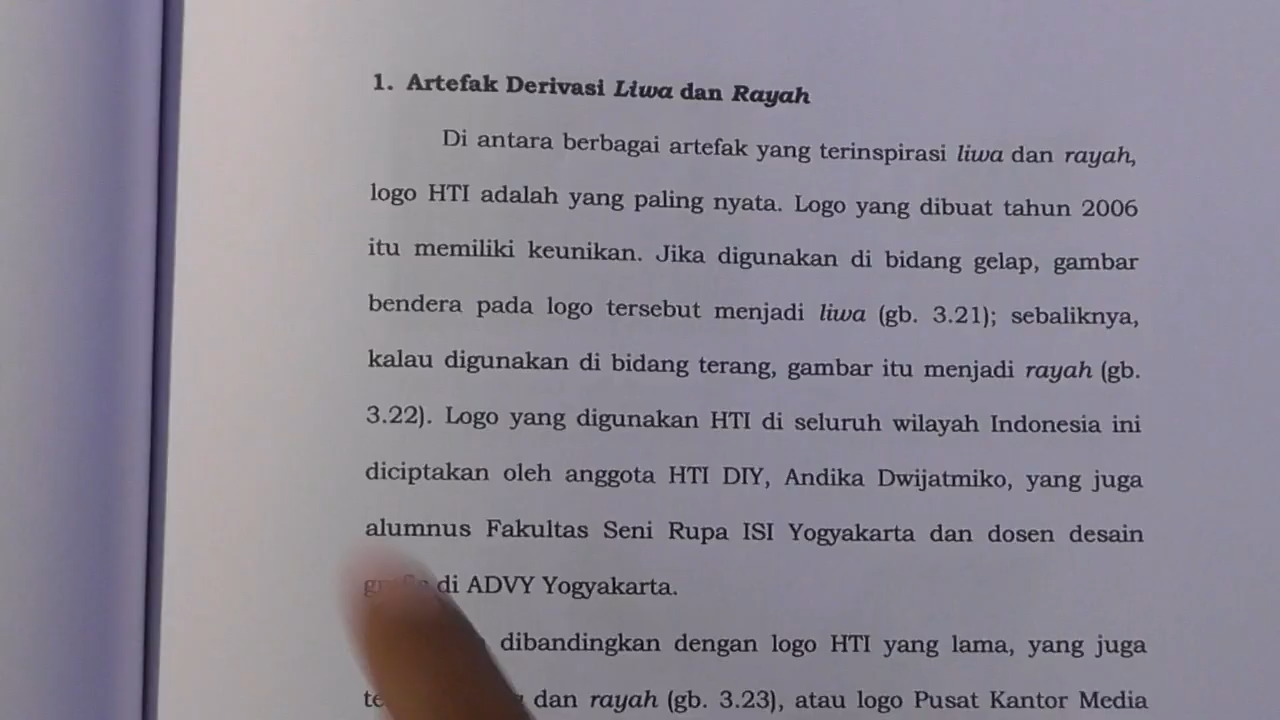 1. Artefak Derivasi Liwa dan Rayah
Di antara berbagai artefak yang terinspirasi liwa dan rayah,
logo HTI adalah yang paling nyata. Logo yang dibuat tahun 2006
itu memiliki keunikan. Jika digunakan di bidang gelap, gambar
bendera pada logo tersebut menjadi liwa (gb. 3.21); sebaliknya,
kalau digunakan di bidang terang, gambar itu menjadi rayah (gb.
3.22). Logo yang digunakan HTI di seluruh wilayah Indonesia ini
diciptakan oleh anggota HTI DIY, Andika Dwijatmiko, yang juga
alumnus Fakultas Seni Rupa ISI Yogyakarta dan dosen desain
di ADVY Yogyakarta.
dibandingkan dengan logo HTI yang lama, yang juga
dan rayah (gb. 3.23), atau logo Pusat Kantor Media